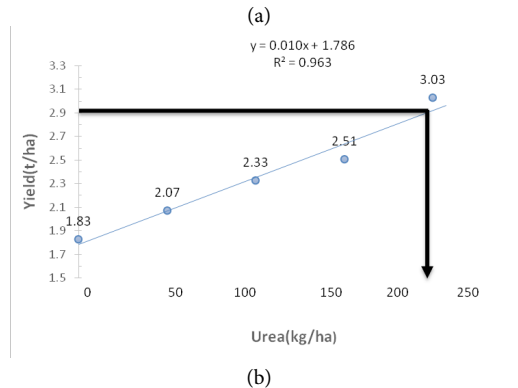 (a)
y = 0.010x + 1.786
R² = 0.963
3.3
3.1
2.9
2.7
2.5
2.3
2.1
1.9
1.7
1.5
Yield(t/ha)
1.83
2.07
2.33
2.51
3.03
0 50 100 150 200 250
Urea(kg/ha)
(b)